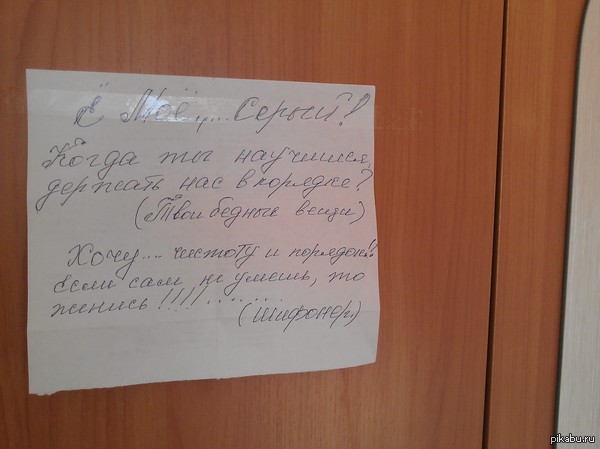 Ё Моё,.... Серый!
Когда ты научишься,
держать нас в порядке?
(Твои бедные вещи)
Хочу.... чистоту и порядок!!
Если сам не умеешь, то
женись!!!!.......
(Шифонер.)
pikabu.ru